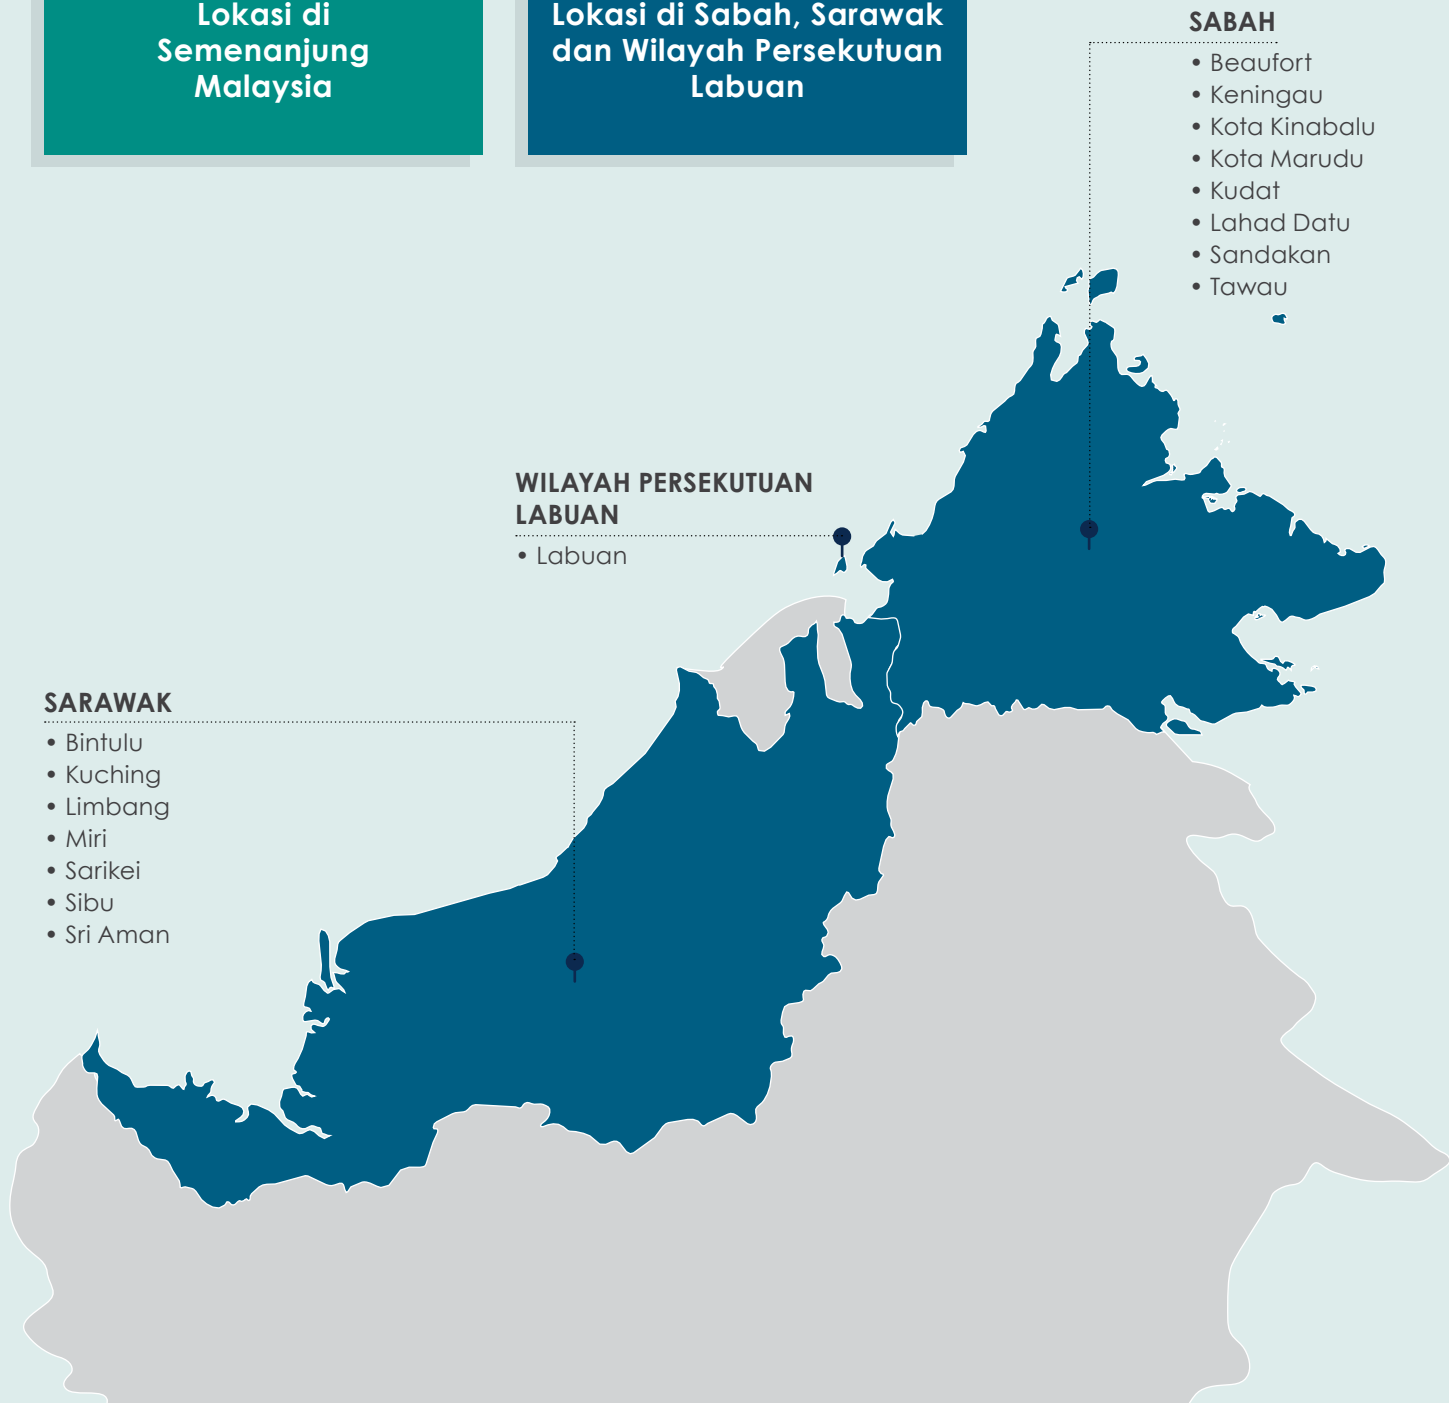 Lokasi di
Semenanjung
Malaysia
Lokasi di Sabah, Sarawak
dan Wilayah Persekutuan
Labuan
SABAH
• Beaufort
• Keningau
• Kota Kinabalu
• Kota Marudu
• Kudat
• Lahad Datu
• Sandakan
• Tawau
WILAYAH PERSEKUTUAN
LABUAN
• Labuan
SARAWAK
• Bintulu
• Kuching
• Limbang
• Miri
• Sarikei
• Sibu
• Sri Aman